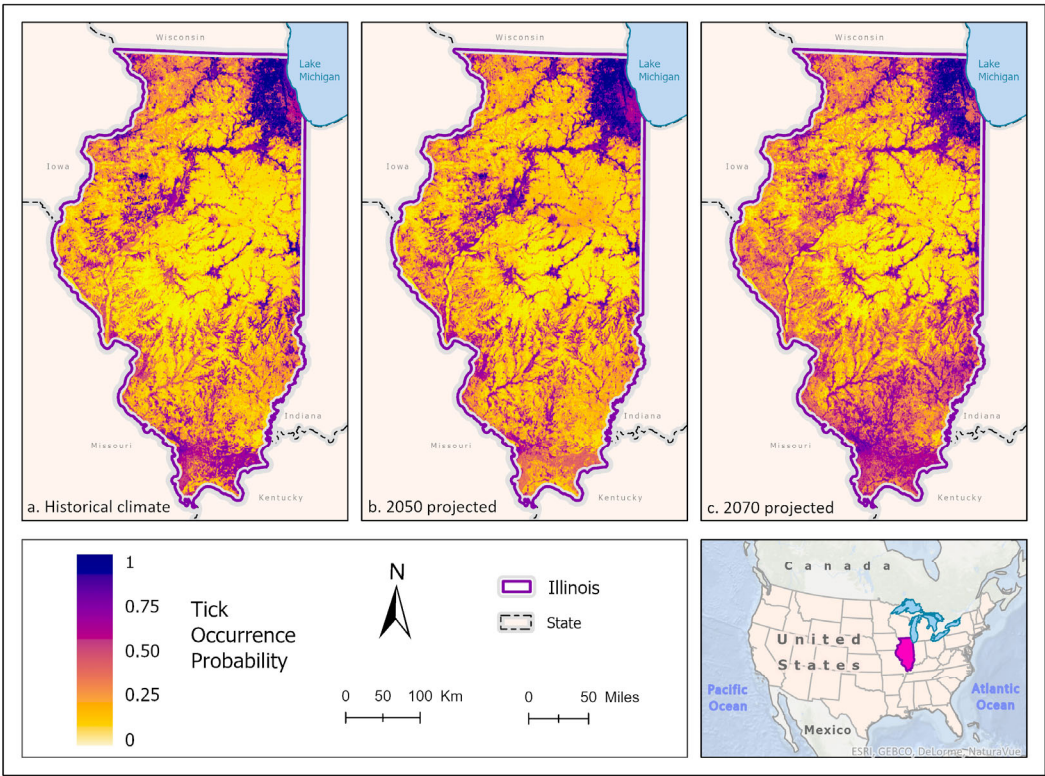 Wisconsin
Lake
Michigan
Iowa
Missouri
Indiana
Kentucky
a. Historical climate
Wisconsin
Lake
Michigan
Iowa
Missouri
Indiana
Kentucky
b. 2050 projected
Wisconsin
Lake
Michigan
Iowa
Missouri
Indiana
Kentucky
c. 2070 projected
1
0.75
0.50
0.25
0
Tick
Occurrence
Probability
N
0 50 100 Km
0 50 Miles
Illinois
State
Canada
United
States
Pacific
Ocean
Atlantic
Ocean
Mexico
ESRI, GEBCO, DeLorme, NaturaVue